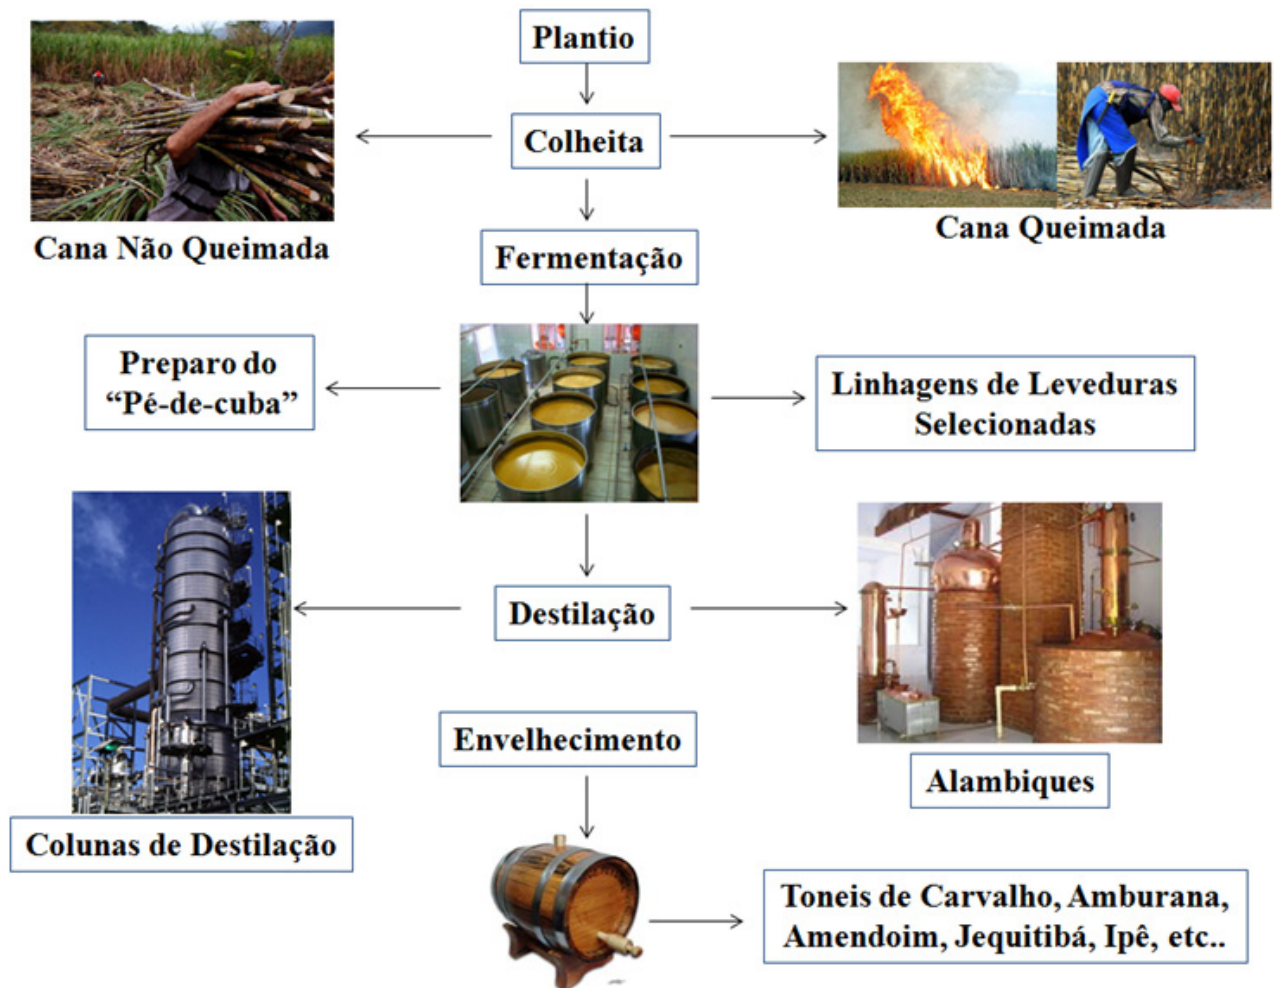 Plantio
Colheita
Cana Não Queimada
Cana Queimada
Fermentação
Preparo do
“Pé-de-cuba”
Linhagens de Leveduras
Selecionadas
Destilação
Envelhecimento
Alambiques
Colunas de Destilação
Toneis de Carvalho, Amburana,
Amendoim, Jequitibá, Ipê, etc..